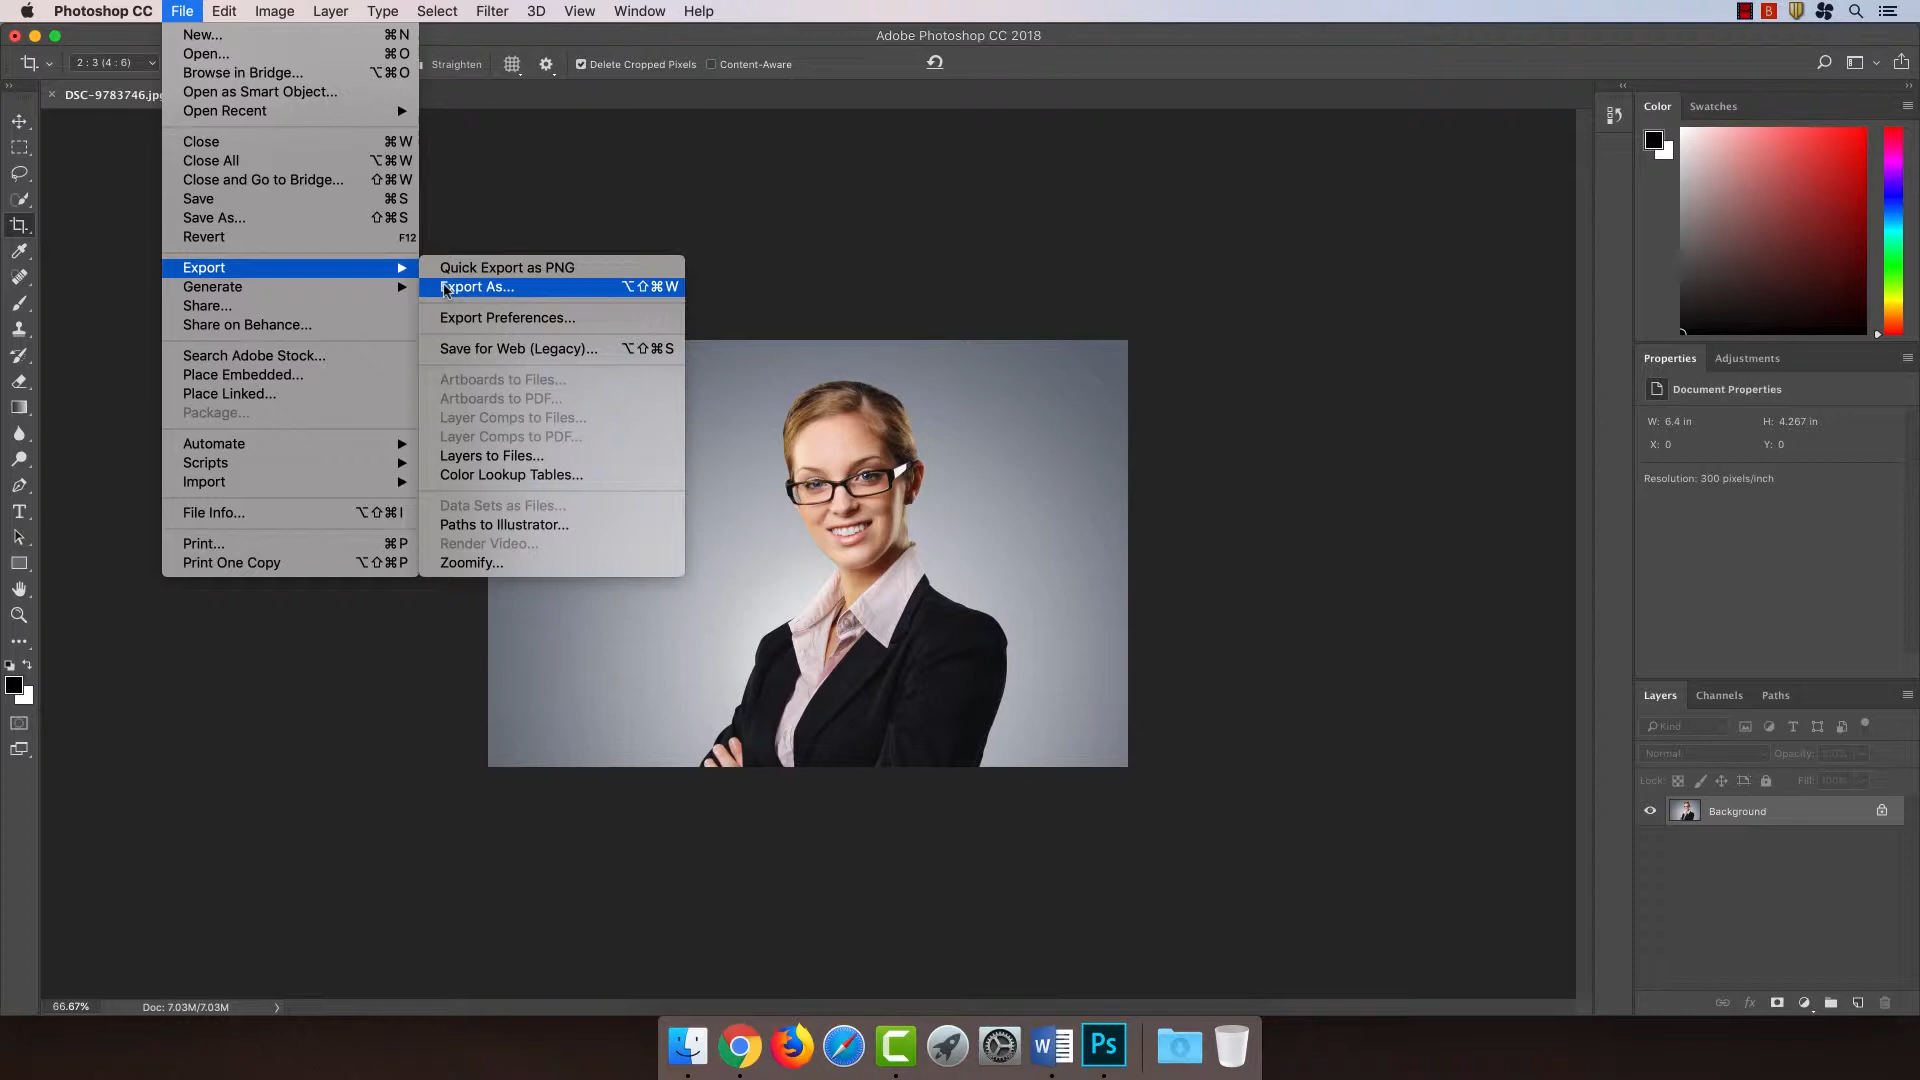 Photoshop CC File Edit Image Layer Type Select Filter 3D View Window Help
B
Adobe Photoshop CC 2018
2 : 3 (4 : 6) Straighten Delete Cropped Pixels Content-Aware
DSC-9783746.jpg
New... ⌘N
Open... ⌘O
Browse in Bridge... ⌥⌘O
Open as Smart Object...
Open Recent
Close ⌘W
Close All ⌥⌘W
Close and Go to Bridge... ⇧⌘W
Save ⌘S
Save As... ⇧⌘S
Revert F12
Export
Generate
Share...
Share on Behance...
Search Adobe Stock...
Place Embedded...
Place Linked...
Package...
Automate
Scripts
Import
File Info... ⌥⇧⌘I
Print... ⌘P
Print One Copy ⌥⇧⌘P
Quick Export as PNG
Export As... ⌥⇧⌘W
Export Preferences...
Save for Web (Legacy)... ⌥⇧⌘S
Artboards to Files...
Artboards to PDF...
Layer Comps to Files...
Layer Comps to PDF...
Layers to Files...
Color Lookup Tables...
Data Sets as Files...
Paths to Illustrator...
Render Video...
Zoomify...
Color Swatches
Properties Adjustments
Document Properties
W: 6.4 in H: 4.267 in
X: 0 Y: 0
Resolution: 300 pixels/inch
Layers Channels Paths
Kind
Normal Opacity: 100%
Lock: Fill: 100%
Background
fx
66.67% Doc: 7.03M/7.03M
W Ps